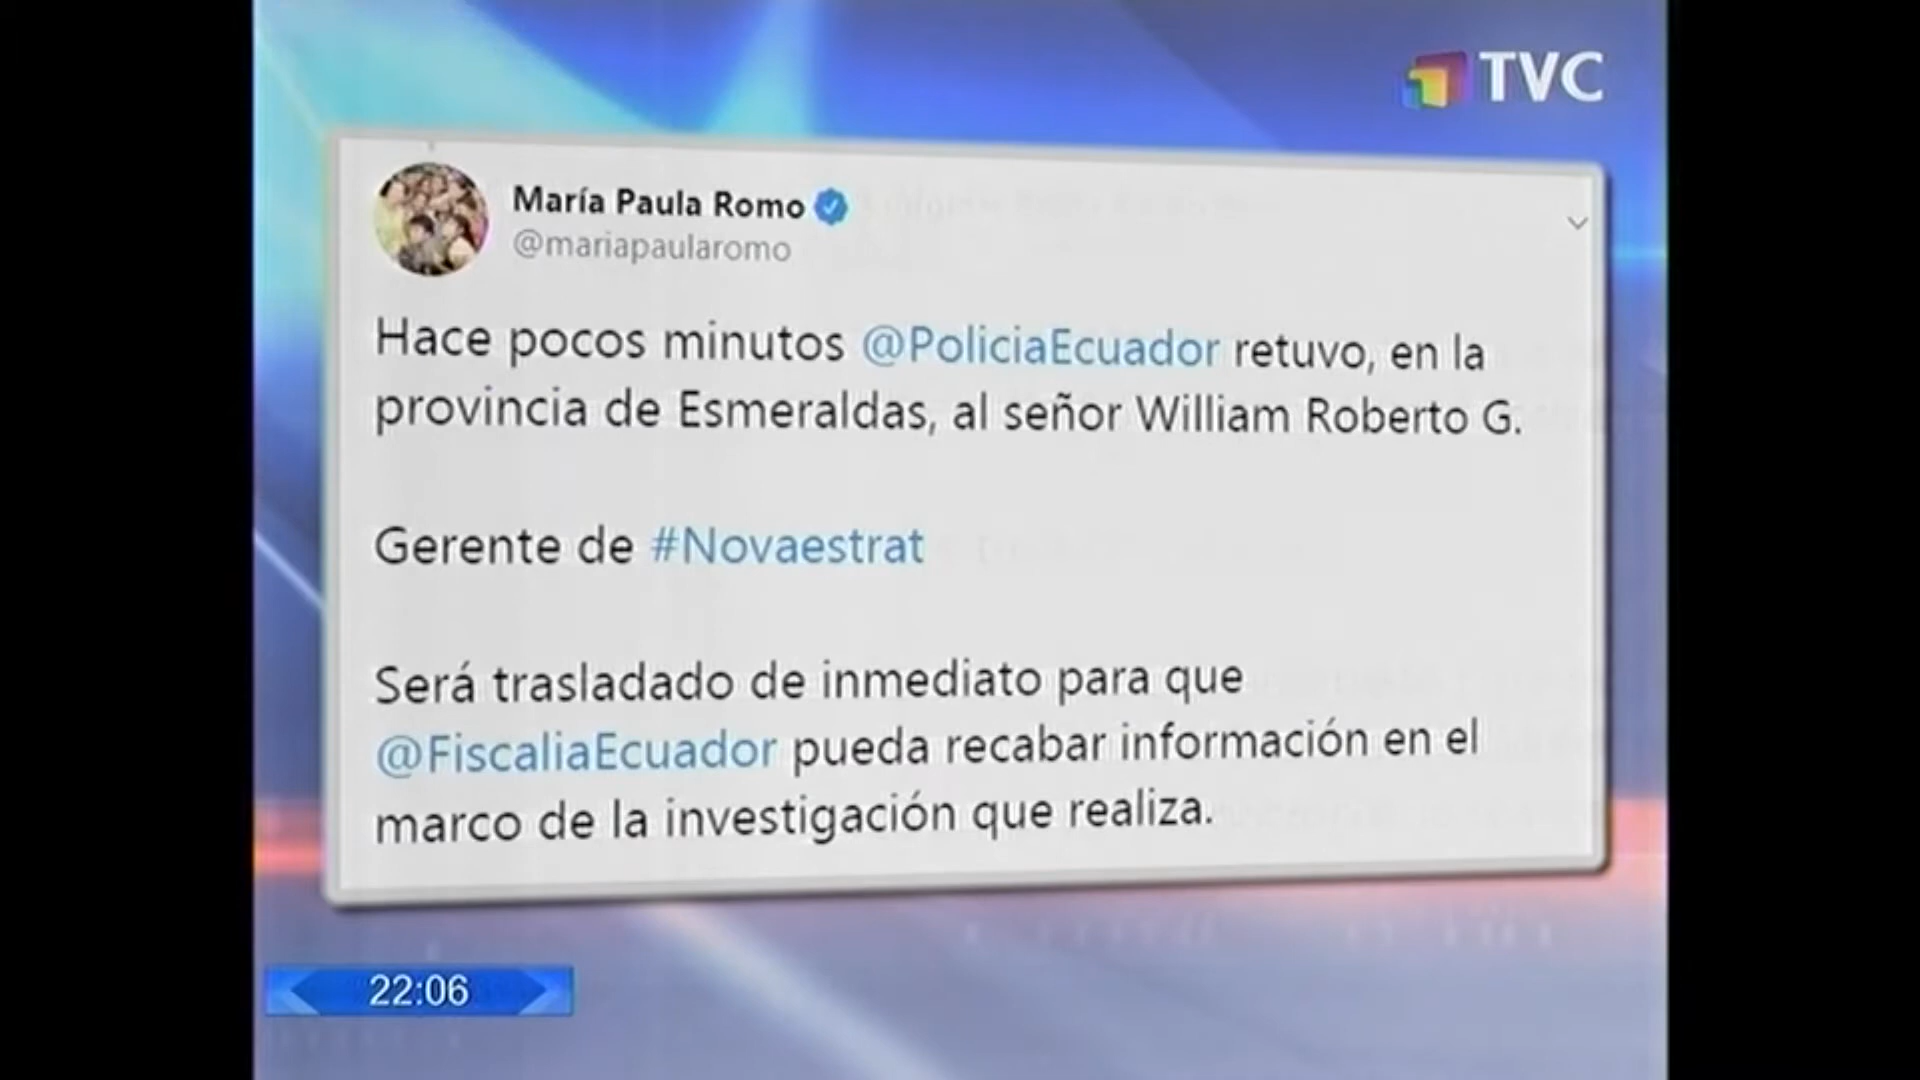 TVC
María Paula Romo
@mariapaularomo
Hace pocos minutos @PoliciaEcuador retuvo, en la
provincia de Esmeraldas, al señor William Roberto G.
Gerente de #Novaestrat
Será trasladado de inmediato para que
@FiscaliaEcuador pueda recabar información en el
marco de la investigación que realiza.
22:06